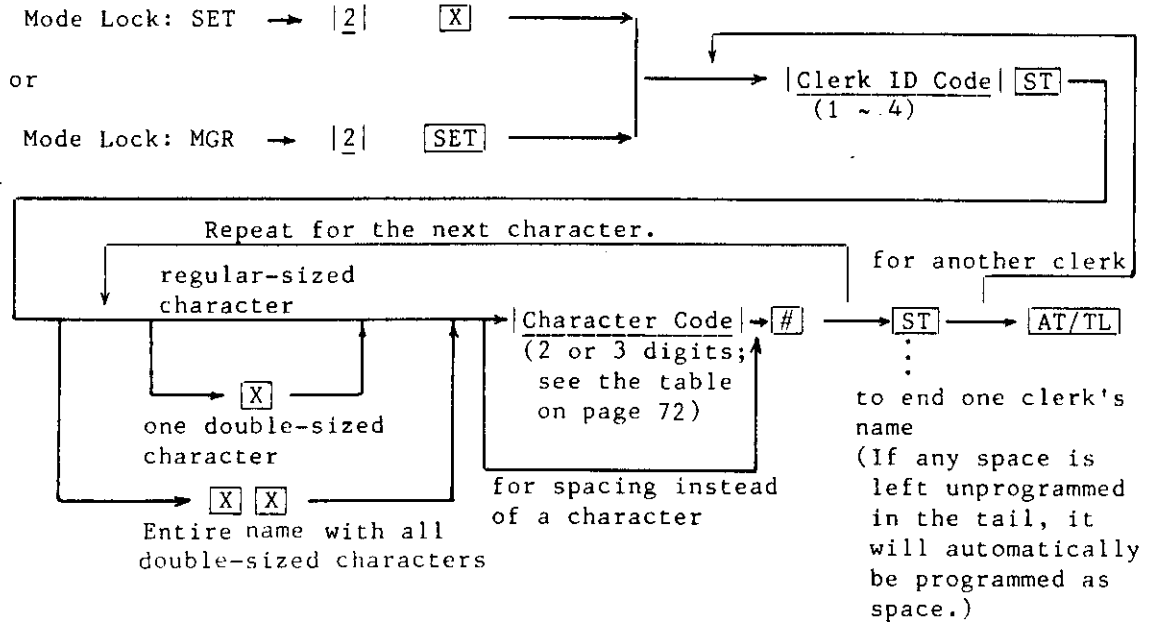 Mode Lock: SET → |2| X
or
|Clerk ID Code| ST
(1 ~ 4)
Mode Lock: MGR → |2| SET
Repeat for the next character.
for another clerk
regular-sized
character
|Character Code| → # → ST → AT/TL
(2 or 3 digits;
see the table
on page 72)
X
one double-sized
character
X X
Entire name with all
double-sized characters
for spacing instead
of a character
to end one clerk's
name
(If any space is
left unprogrammed
in the tail, it
will automatically
be programmed as
space.)